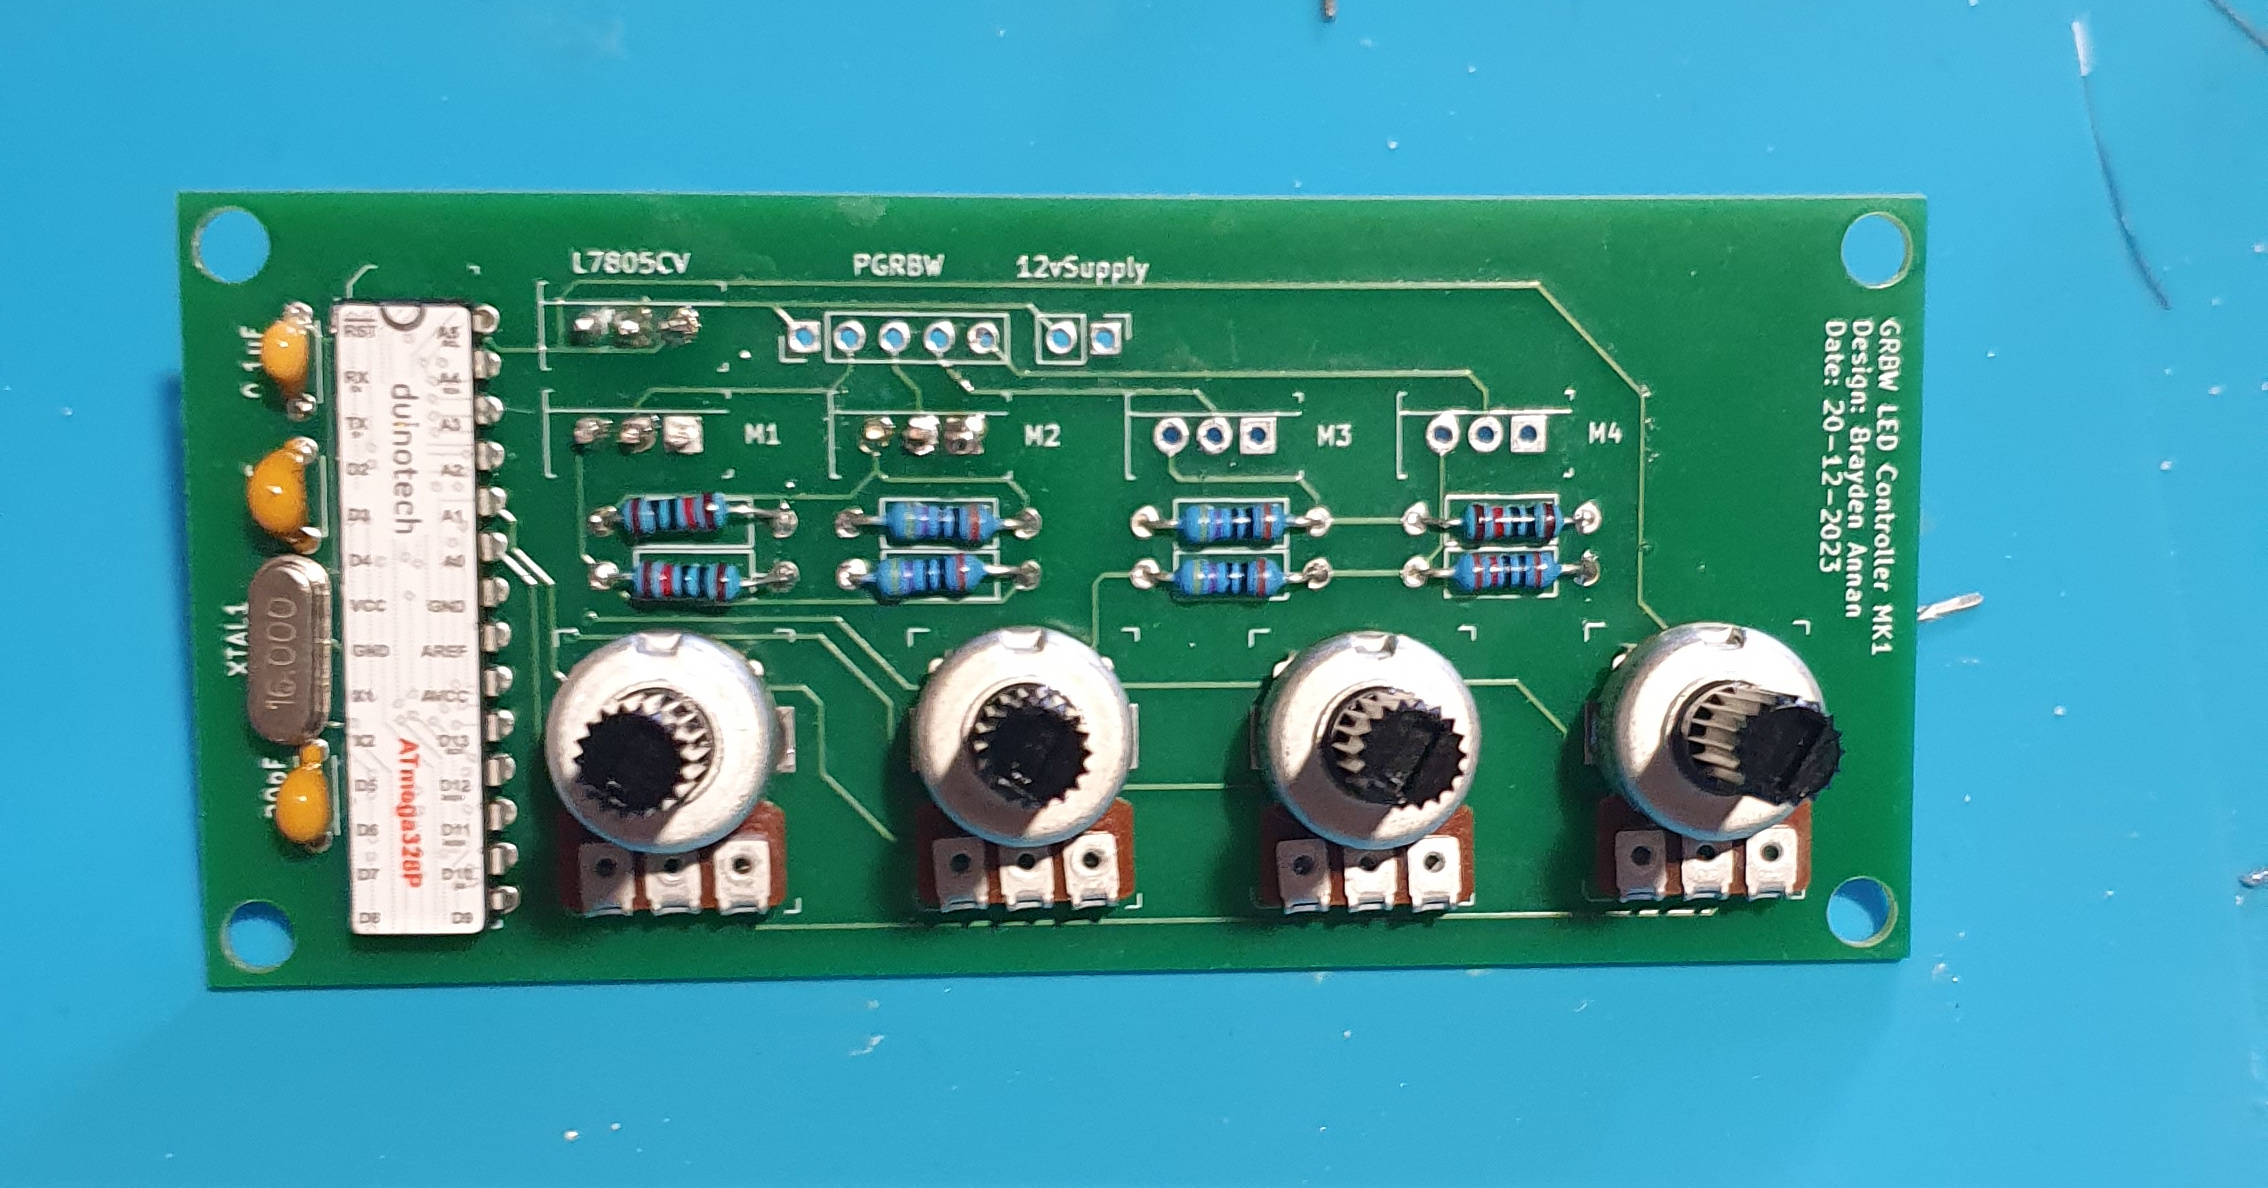 L7805CV
PGRBW
12vSupply
M1
M2
M3
M4
GRBW LED Controller MK1
Design: Brayden Annan
Date: 20-12-2023
0.1uF
XTAL1
16.000
duinotech
ATmega328P
RST
RX
TX
D2
D3
D4
VCC
GND
X1
X2
D5
D6
D7
D8
A5
A4
A3
A2
A1
A0
GND
AREF
AVCC
D13
D12
D11
D10
D9